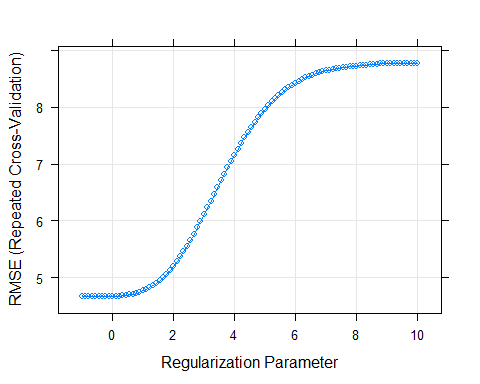 RMSE (Repeated Cross-Validation)
8
7
6
5
0 2 4 6 8 10
Regularization Parameter